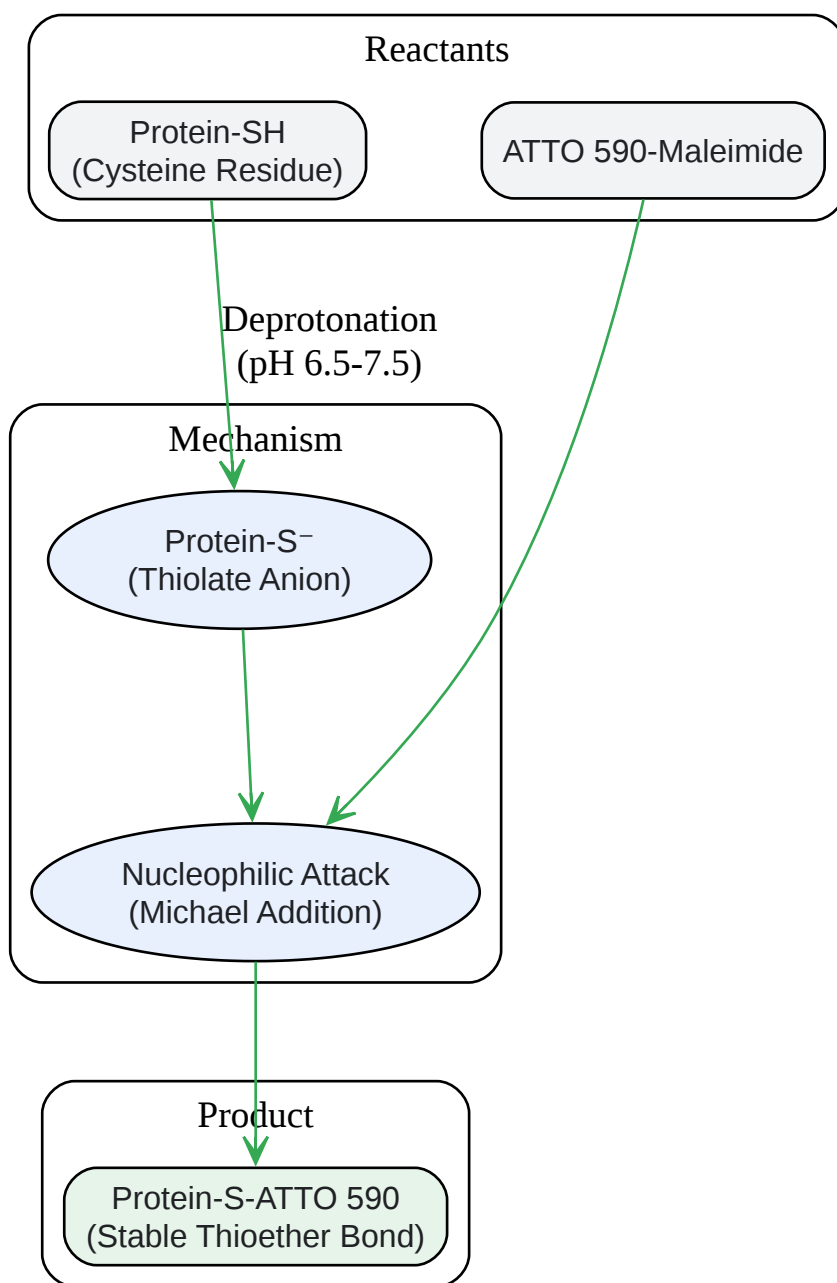 Reactants
Protein-SH
(Cysteine Residue)
ATTO 590-Maleimide
Deprotonation
(pH 6.5-7.5)
Mechanism
Protein-S⁻
(Thiolate Anion)
Nucleophilic Attack
(Michael Addition)
Product
Protein-S-ATTO 590
(Stable Thioether Bond)